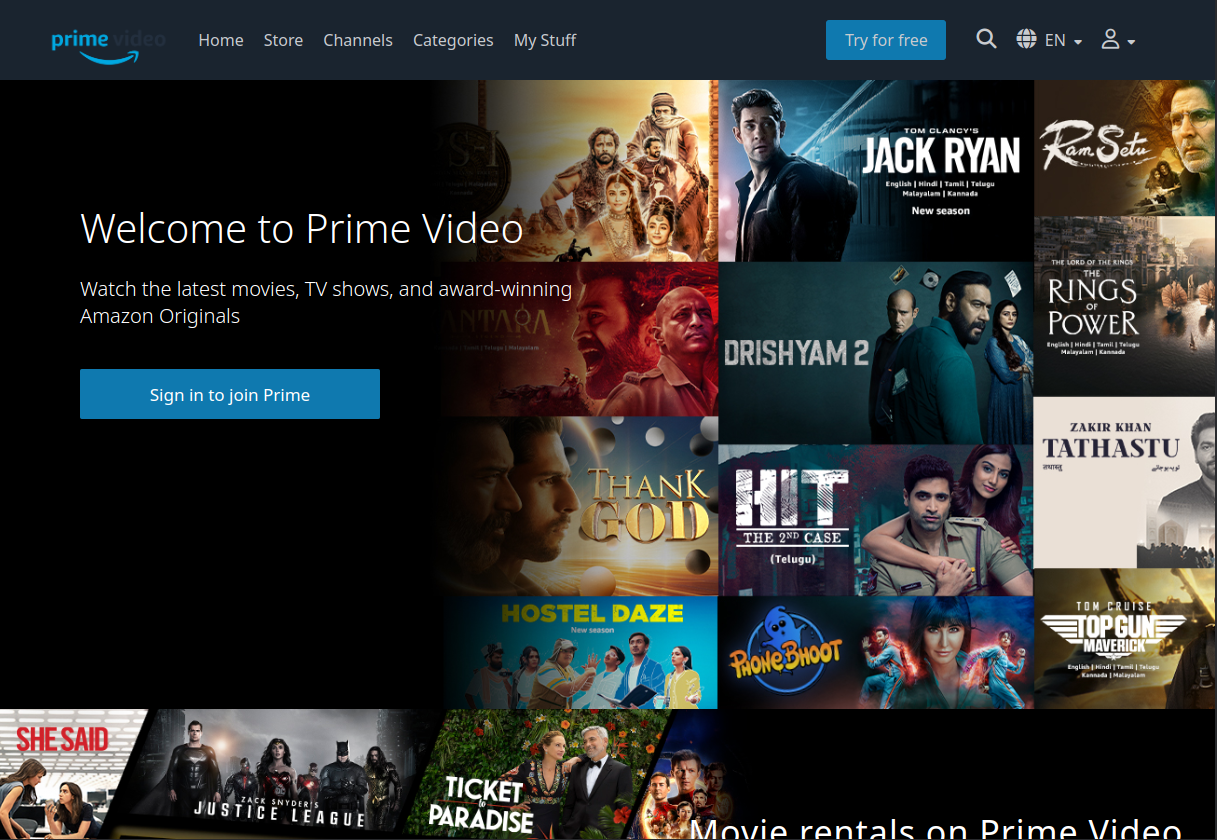 prime video
Home
Store
Channels
Categories
My Stuff
Try for free
EN
Welcome to Prime Video
Watch the latest movies, TV shows, and award-winning
Amazon Originals
Sign in to join Prime
PS-I
TOM CLANCY'S
JACK RYAN
English | Hindi | Tamil | Telugu
Malayalam | Kannada
New season
Ram Setu
THE LORD OF THE RINGS
THE
RINGS
OF
POWER
English | Hindi | Tamil | Telugu
Malayalam | Kannada
ANTARA
DRISHYAM 2
ZAKIR KHAN
TATHASTU
तथास्तु
THANK
GOD
HIT
THE 2ND CASE
(Telugu)
HOSTEL DAZE
New season
PHONE BHOOT
TOM CRUISE
TOP GUN
MAVERICK
English | Hindi | Tamil | Telugu
Kannada | Malayalam
SHE SAID
ZACK SNYDER'S
JUSTICE LEAGUE
TICKET
to
PARADISE
Movie rentals on Prime Video